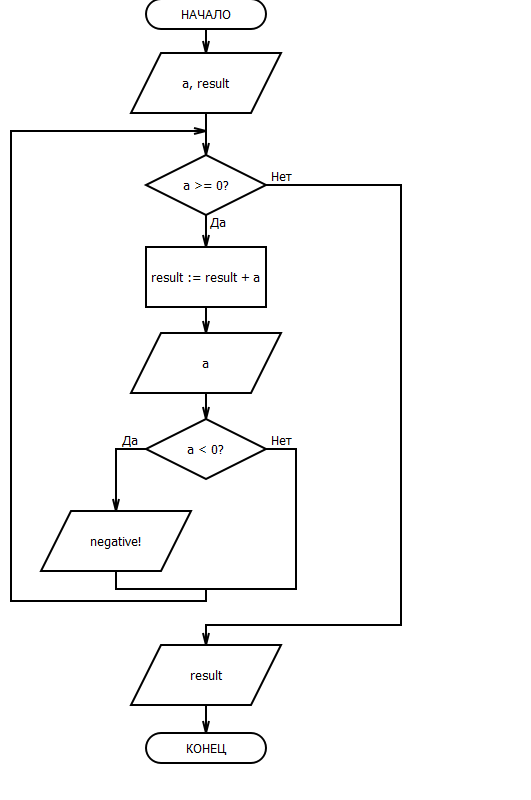 НАЧАЛО
a, result
a >= 0?
Нет
Да
result := result + a
a
Да
Нет
a < 0?
negative!
result
КОНЕЦ